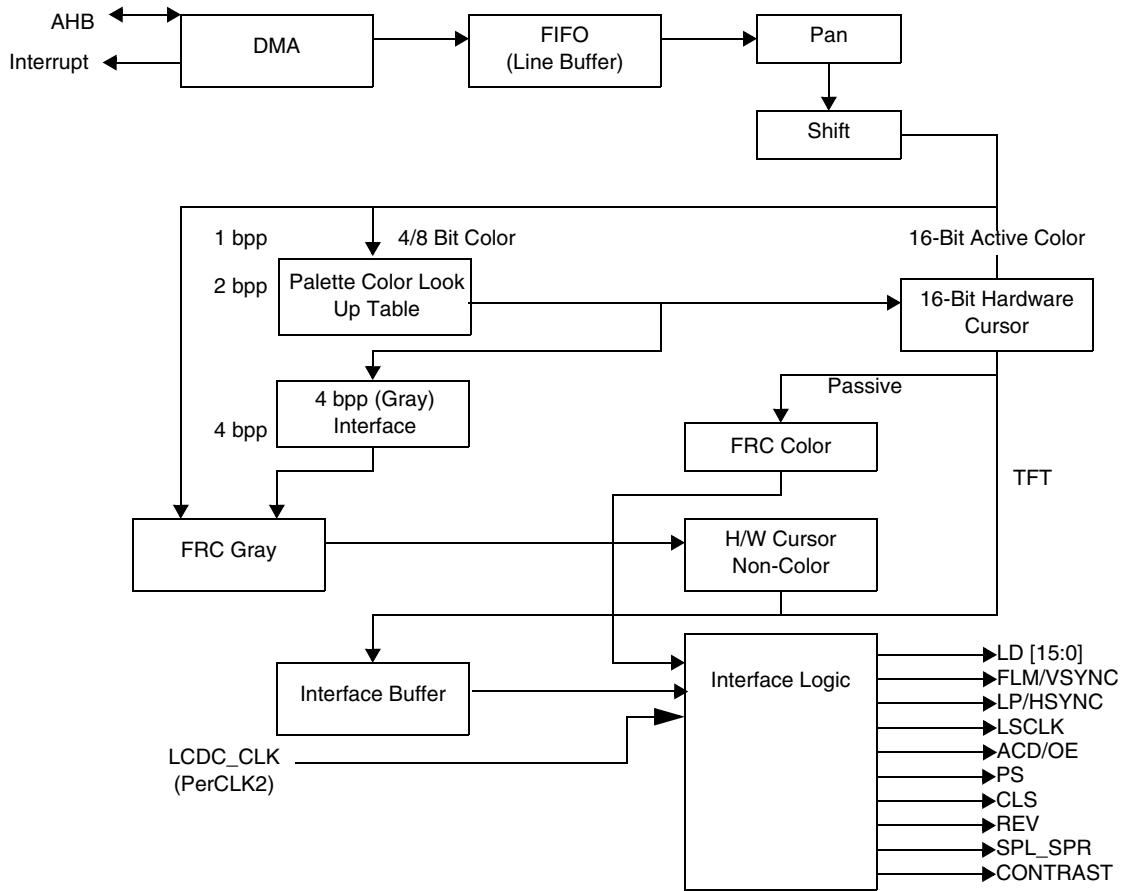 AHB
Interrupt
DMA
FIFO
(Line Buffer)
Pan
Shift
1 bpp
4/8 Bit Color
16-Bit Active Color
2 bpp
Palette Color Look
Up Table
16-Bit Hardware
Cursor
Passive
4 bpp (Gray)
Interface
4 bpp
FRC Color
TFT
FRC Gray
H/W Cursor
Non-Color
Interface Buffer
Interface Logic
LCDC_CLK
(PerCLK2)
LD [15:0]
FLM/VSYNC
LP/HSYNC
LSCLK
ACD/OE
PS
CLS
REV
SPL_SPR
CONTRAST